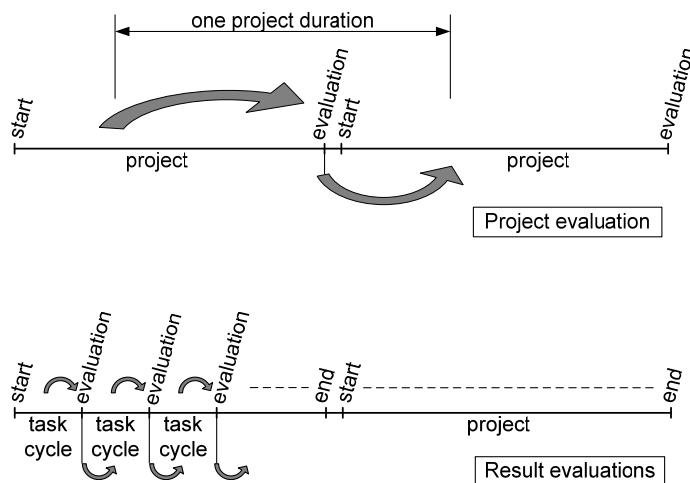 one project duration
start
evaluation
start
evaluation
project
project
Project evaluation
start
evaluation
evaluation
evaluation
end
start
end
task
cycle
task
cycle
task
cycle
project
Result evaluations